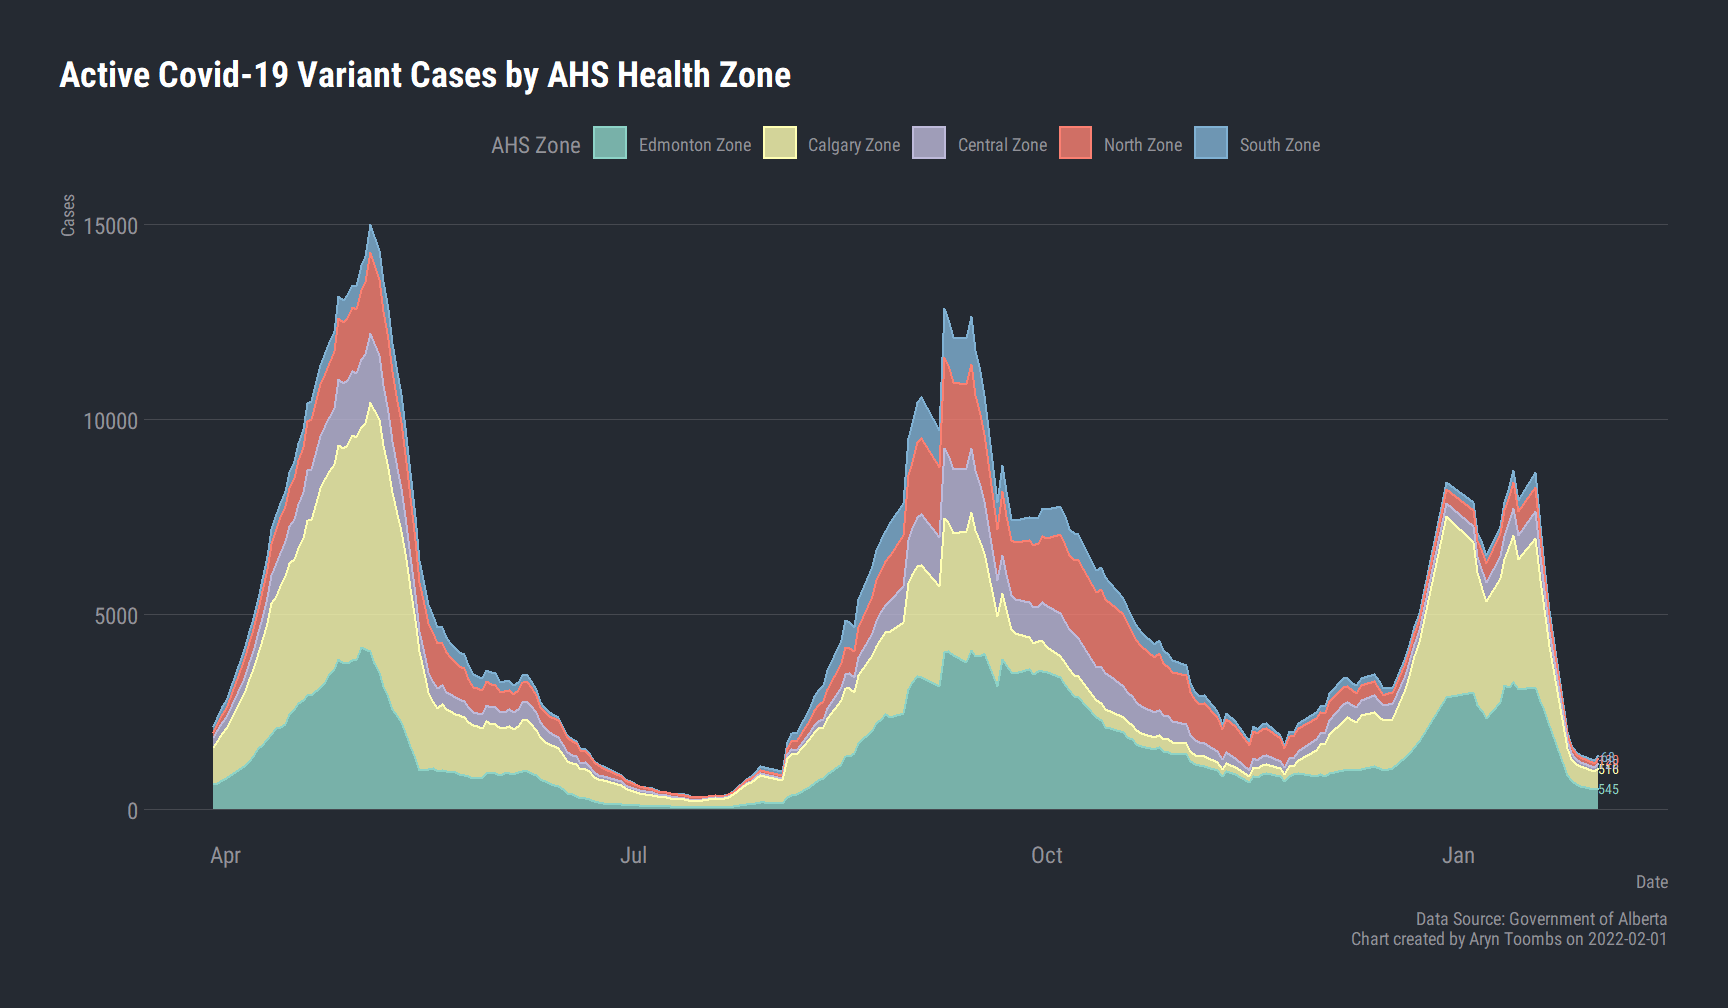 Active Covid-19 Variant Cases by AHS Health Zone
AHS Zone Edmonton Zone Calgary Zone Central Zone North Zone South Zone
Cases
15000
10000
5000
0
516
545
Apr Jul Oct Jan
Date
Data Source: Government of Alberta
Chart created by Aryn Toombs on 2022-02-01